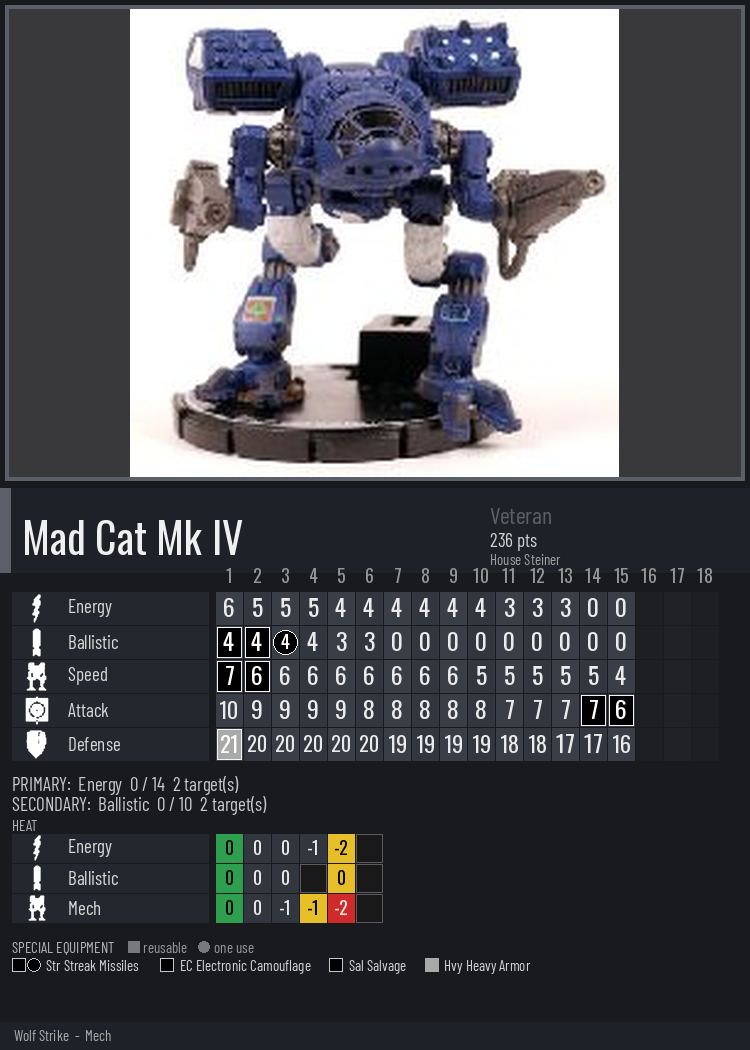 Mad Cat Mk IV
Veteran
236 pts
House Steiner
1 2 3 4 5 6 7 8 9 10 11 12 13 14 15 16 17 18
Energy 6 5 5 5 4 4 4 4 4 4 3 3 3 0 0
Ballistic 4 4 4 4 3 3 0 0 0 0 0 0 0 0 0
Speed 7 6 6 6 6 6 6 6 6 5 5 5 5 5 4
Attack 10 9 9 9 9 8 8 8 8 8 7 7 7 7 6
Defense 21 20 20 20 20 20 19 19 19 19 18 18 17 17 16
PRIMARY: Energy 0 / 14 2 target(s)
SECONDARY: Ballistic 0 / 10 2 target(s)
HEAT
Energy 0 0 0 -1 -2
Ballistic 0 0 0 0
Mech 0 0 -1 -1 -2
SPECIAL EQUIPMENT reusable one use
Str Streak Missiles EC Electronic Camouflage Sal Salvage Hvy Heavy Armor
Wolf Strike - Mech